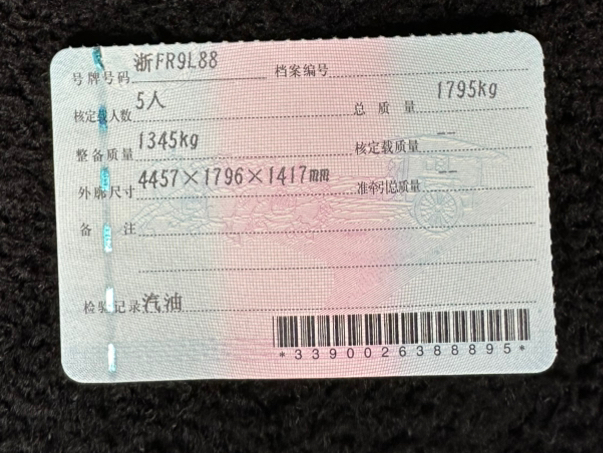 号牌号码 浙FR9L88 档案编号
核定载人数 5人 总质量 1795kg
整备质量 1345kg 核定载质量 --
外廓尺寸 4457×1796×1417mm 准牵引总质量 --
备注
检验记录 汽油
*3390026388895*